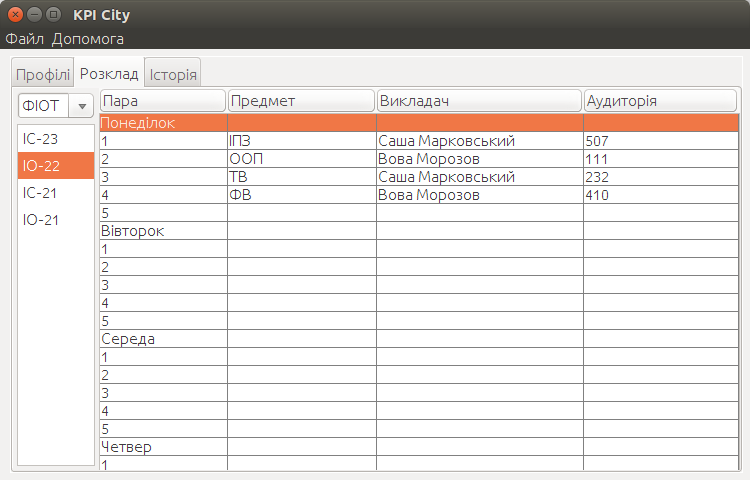 KPI City
Файл Допомога
Профілі Розклад Історія
ФІОТ
ІС-23
ІО-22
ІС-21
ІО-21
Пара Предмет Викладач Аудиторія
Понеділок
1 ІПЗ Саша Марковський 507
2 ООП Вова Морозов 111
3 ТВ Саша Марковський 232
4 ФВ Вова Морозов 410
5
Вівторок
1
2
3
4
5
Середа
1
2
3
4
5
Четвер
1